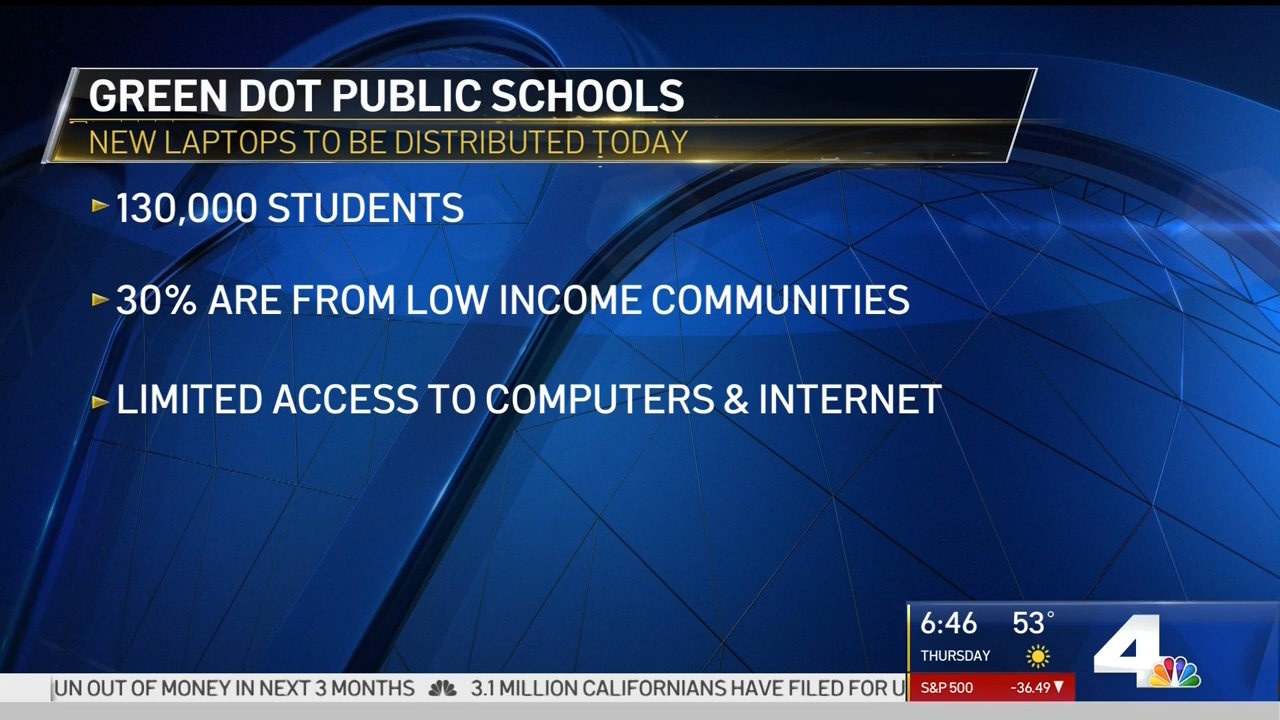 GREEN DOT PUBLIC SCHOOLS
NEW LAPTOPS TO BE DISTRIBUTED TODAY
130,000 STUDENTS
30% ARE FROM LOW INCOME COMMUNITIES
LIMITED ACCESS TO COMPUTERS & INTERNET
6:46 53°
THURSDAY
4
S&P 500 -36.49
UN OUT OF MONEY IN NEXT 3 MONTHS 3.1 MILLION CALIFORNIANS HAVE FILED FOR U